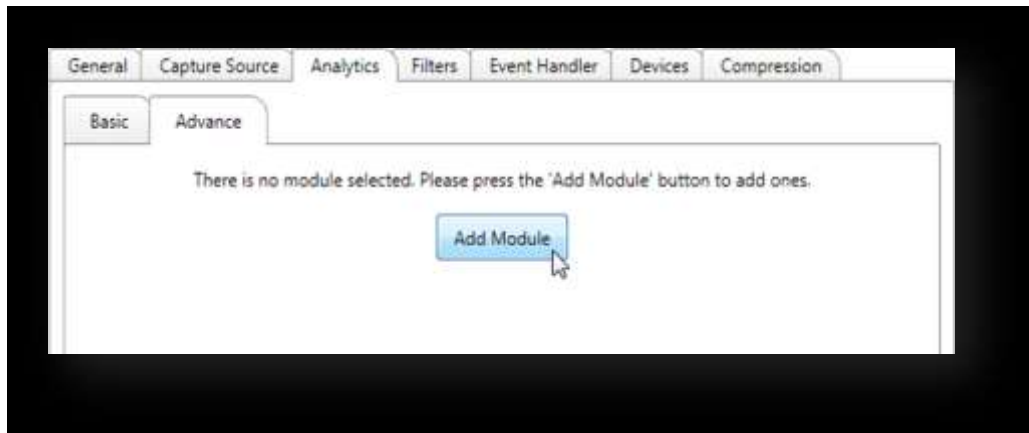 General Capture Source Analytics Filters Event Handler Devices Compression
Basic Advance
There is no module selected. Please press the 'Add Module' button to add ones.
Add Module